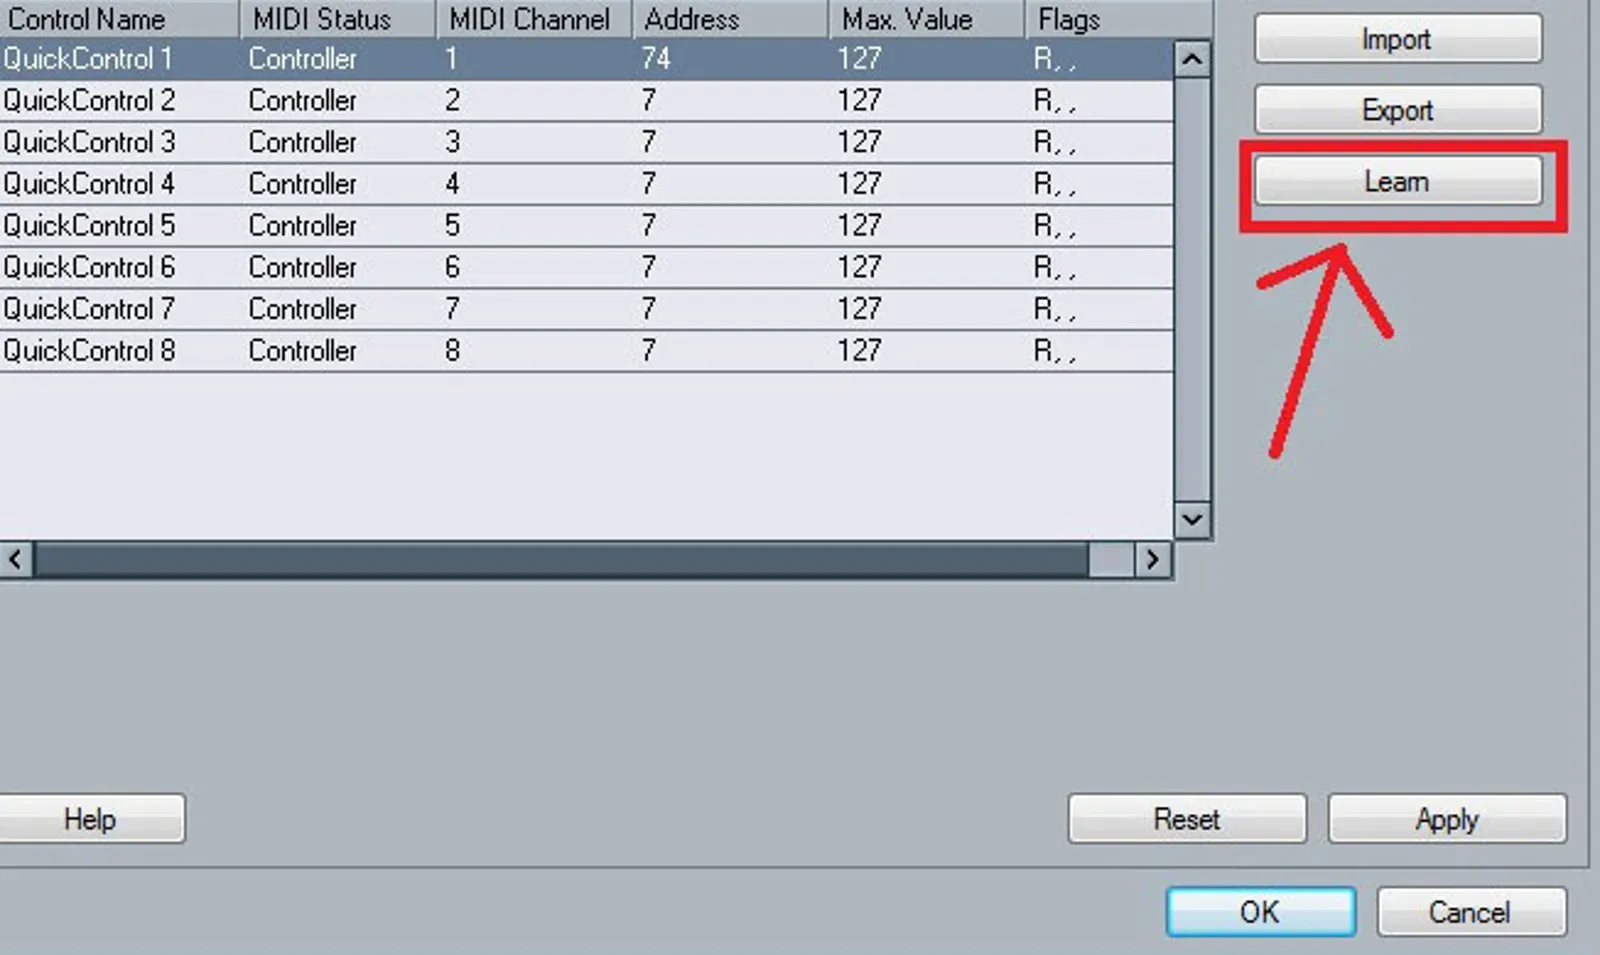 Control Name MIDI Status MIDI Channel Address Max. Value Flags
QuickControl 1 Controller 1 74 127 R, ,
QuickControl 2 Controller 2 7 127 R, ,
QuickControl 3 Controller 3 7 127 R, ,
QuickControl 4 Controller 4 7 127 R, ,
QuickControl 5 Controller 5 7 127 R, ,
QuickControl 6 Controller 6 7 127 R, ,
QuickControl 7 Controller 7 7 127 R, ,
QuickControl 8 Controller 8 7 127 R, ,
Import
Export
Learn
Help Reset Apply
OK Cancel